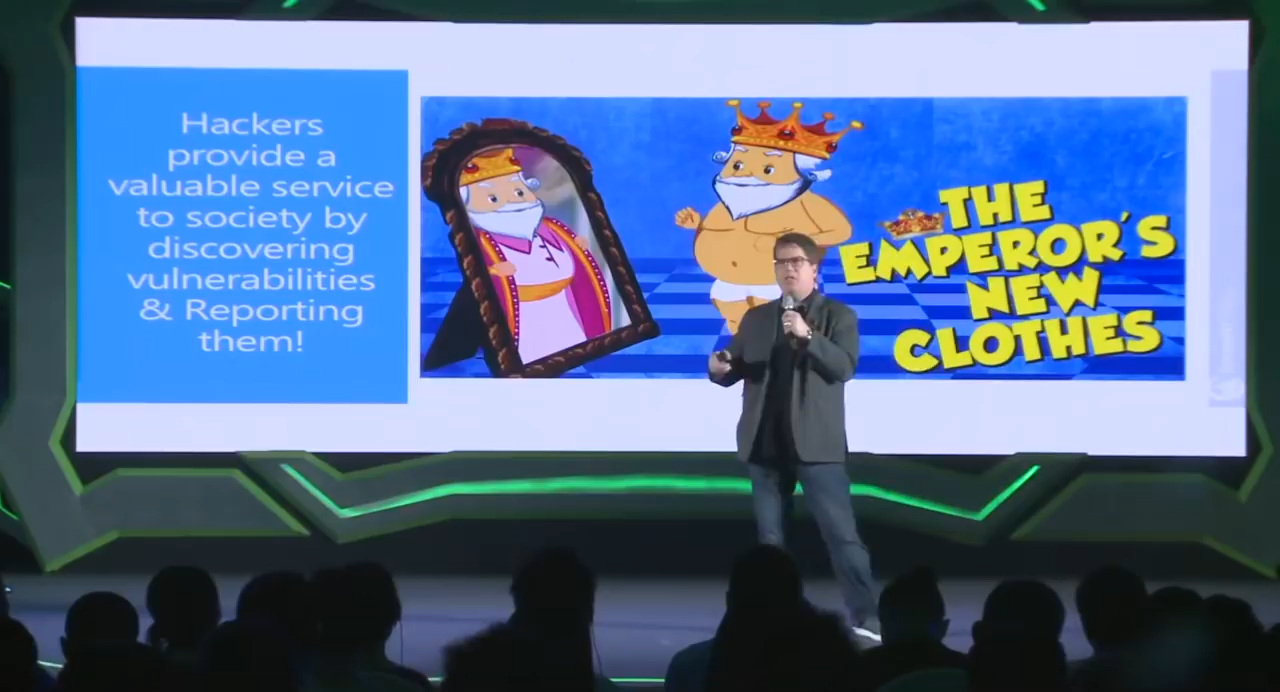 Hackers
provide a
valuable service
to society by
discovering
vulnerabilities
& Reporting
them!
THE
EMPEROR'S
NEW
CLOTHES